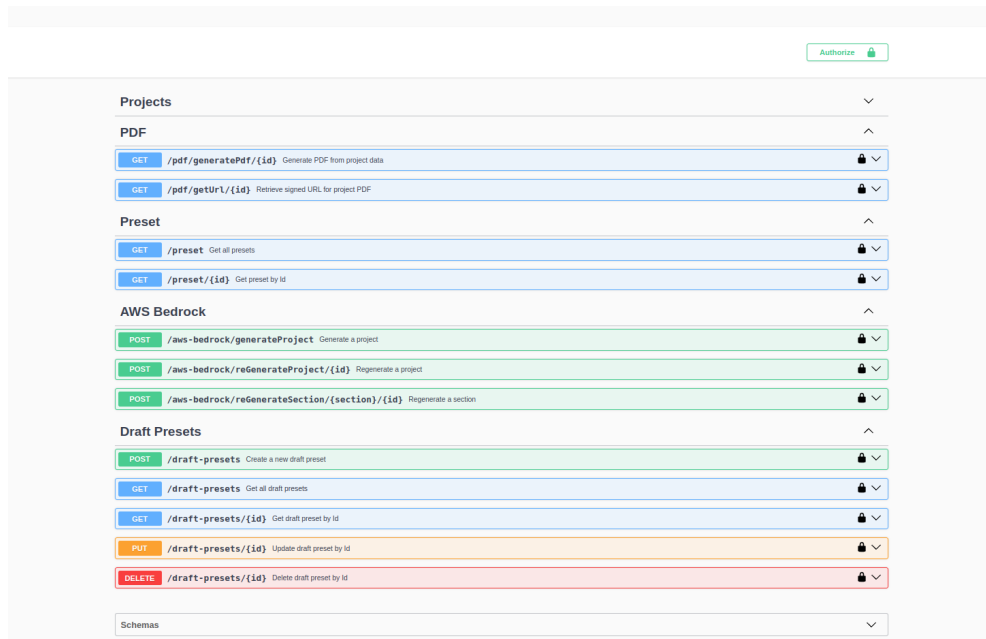 Authorize
Projects
PDF
GET /pdf/generatePdf/{id} Generate PDF from project data
GET /pdf/getUrl/{id} Retrieve signed URL for project PDF
Preset
GET /preset Get all presets
GET /preset/{id} Get preset by Id
AWS Bedrock
POST /aws-bedrock/generateProject Generate a project
POST /aws-bedrock/reGenerateProject/{id} Regenerate a project
POST /aws-bedrock/reGenerateSection/{section}/{id} Regenerate a section
Draft Presets
POST /draft-presets Create a new draft preset
GET /draft-presets Get all draft presets
GET /draft-presets/{id} Get draft preset by Id
PUT /draft-presets/{id} Update draft preset by Id
DELETE /draft-presets/{id} Delete draft preset by Id
Schemas